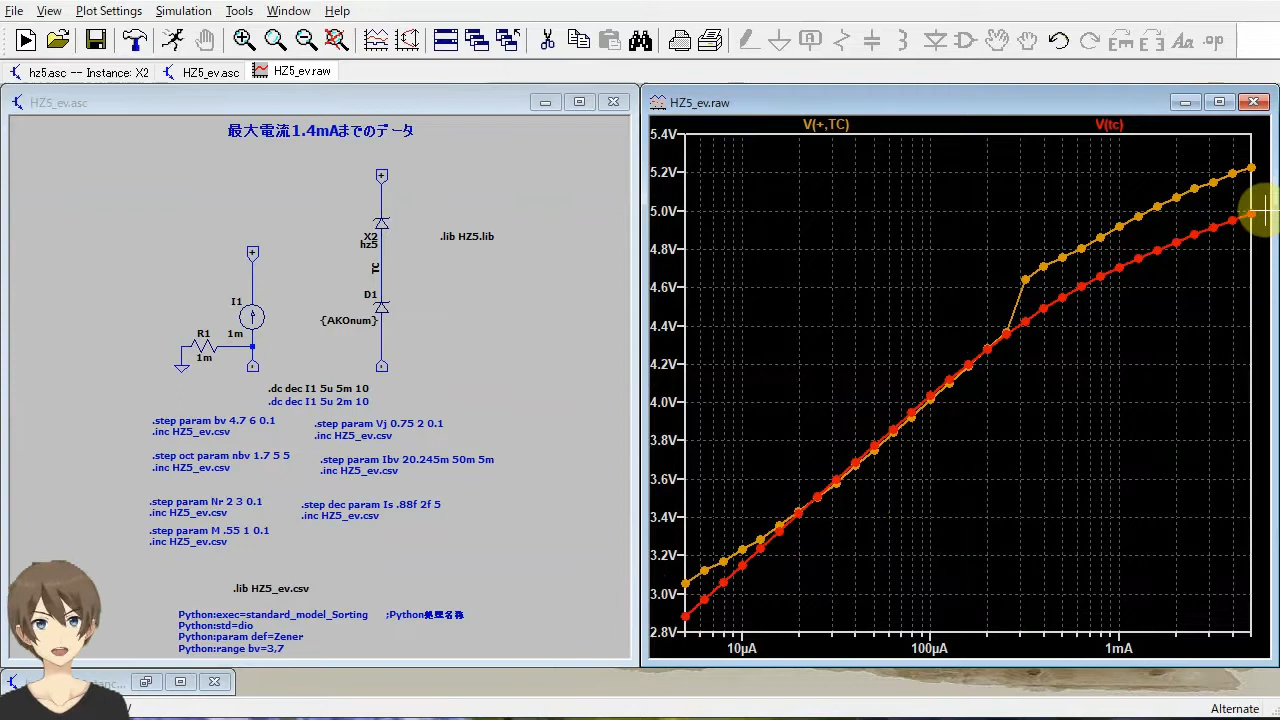 File View Plot Settings Simulation Tools Window Help
.op
hz5.asc -- Instance: X2 HZ5_ev.asc HZ5_ev.raw
HZ5_ev.asc
最大電流1.4mAまでのデータ
X2
hz5
.lib HZ5.lib
TC
I1
D1
1m
{AKOnum}
R1
1m
.dc dec I1 5u 5m 10
.dc dec I1 5u 2m 10
.step param bv 4.7 6 0.1
.inc HZ5_ev.csv
.step param Vj 0.75 2 0.1
.inc HZ5_ev.csv
.step oct param nbv 1.7 5 5
.inc HZ5_ev.csv
.step param Ibv 20.245m 50m 5m
.inc HZ5_ev.csv
.step param Nr 2 3 0.1
.inc HZ5_ev.csv
.step dec param Is .88f 2f 5
.inc HZ5_ev.csv
.step param M .55 1 0.1
.inc HZ5_ev.csv
.lib HZ5_ev.csv
Python:exec=standard_model_Sorting ;Python処理名称
Python:std=dio
Python:param def=Zener
Python:range bv=3,7
HZ5_ev.raw
V(+,TC) V(tc)
5.4V
5.2V
5.0V
4.8V
4.6V
4.4V
4.2V
4.0V
3.8V
3.6V
3.4V
3.2V
3.0V
2.8V
10µA 100µA 1mA
Alternate